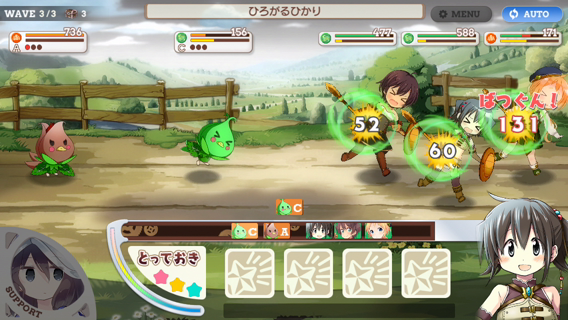 WAVE 3/3 3
ひろがるひかり
MENU
AUTO
736
A
156
C
477
588
171
ばつぐん!
52
60
131
C
C A
とっておき
SUPPORT